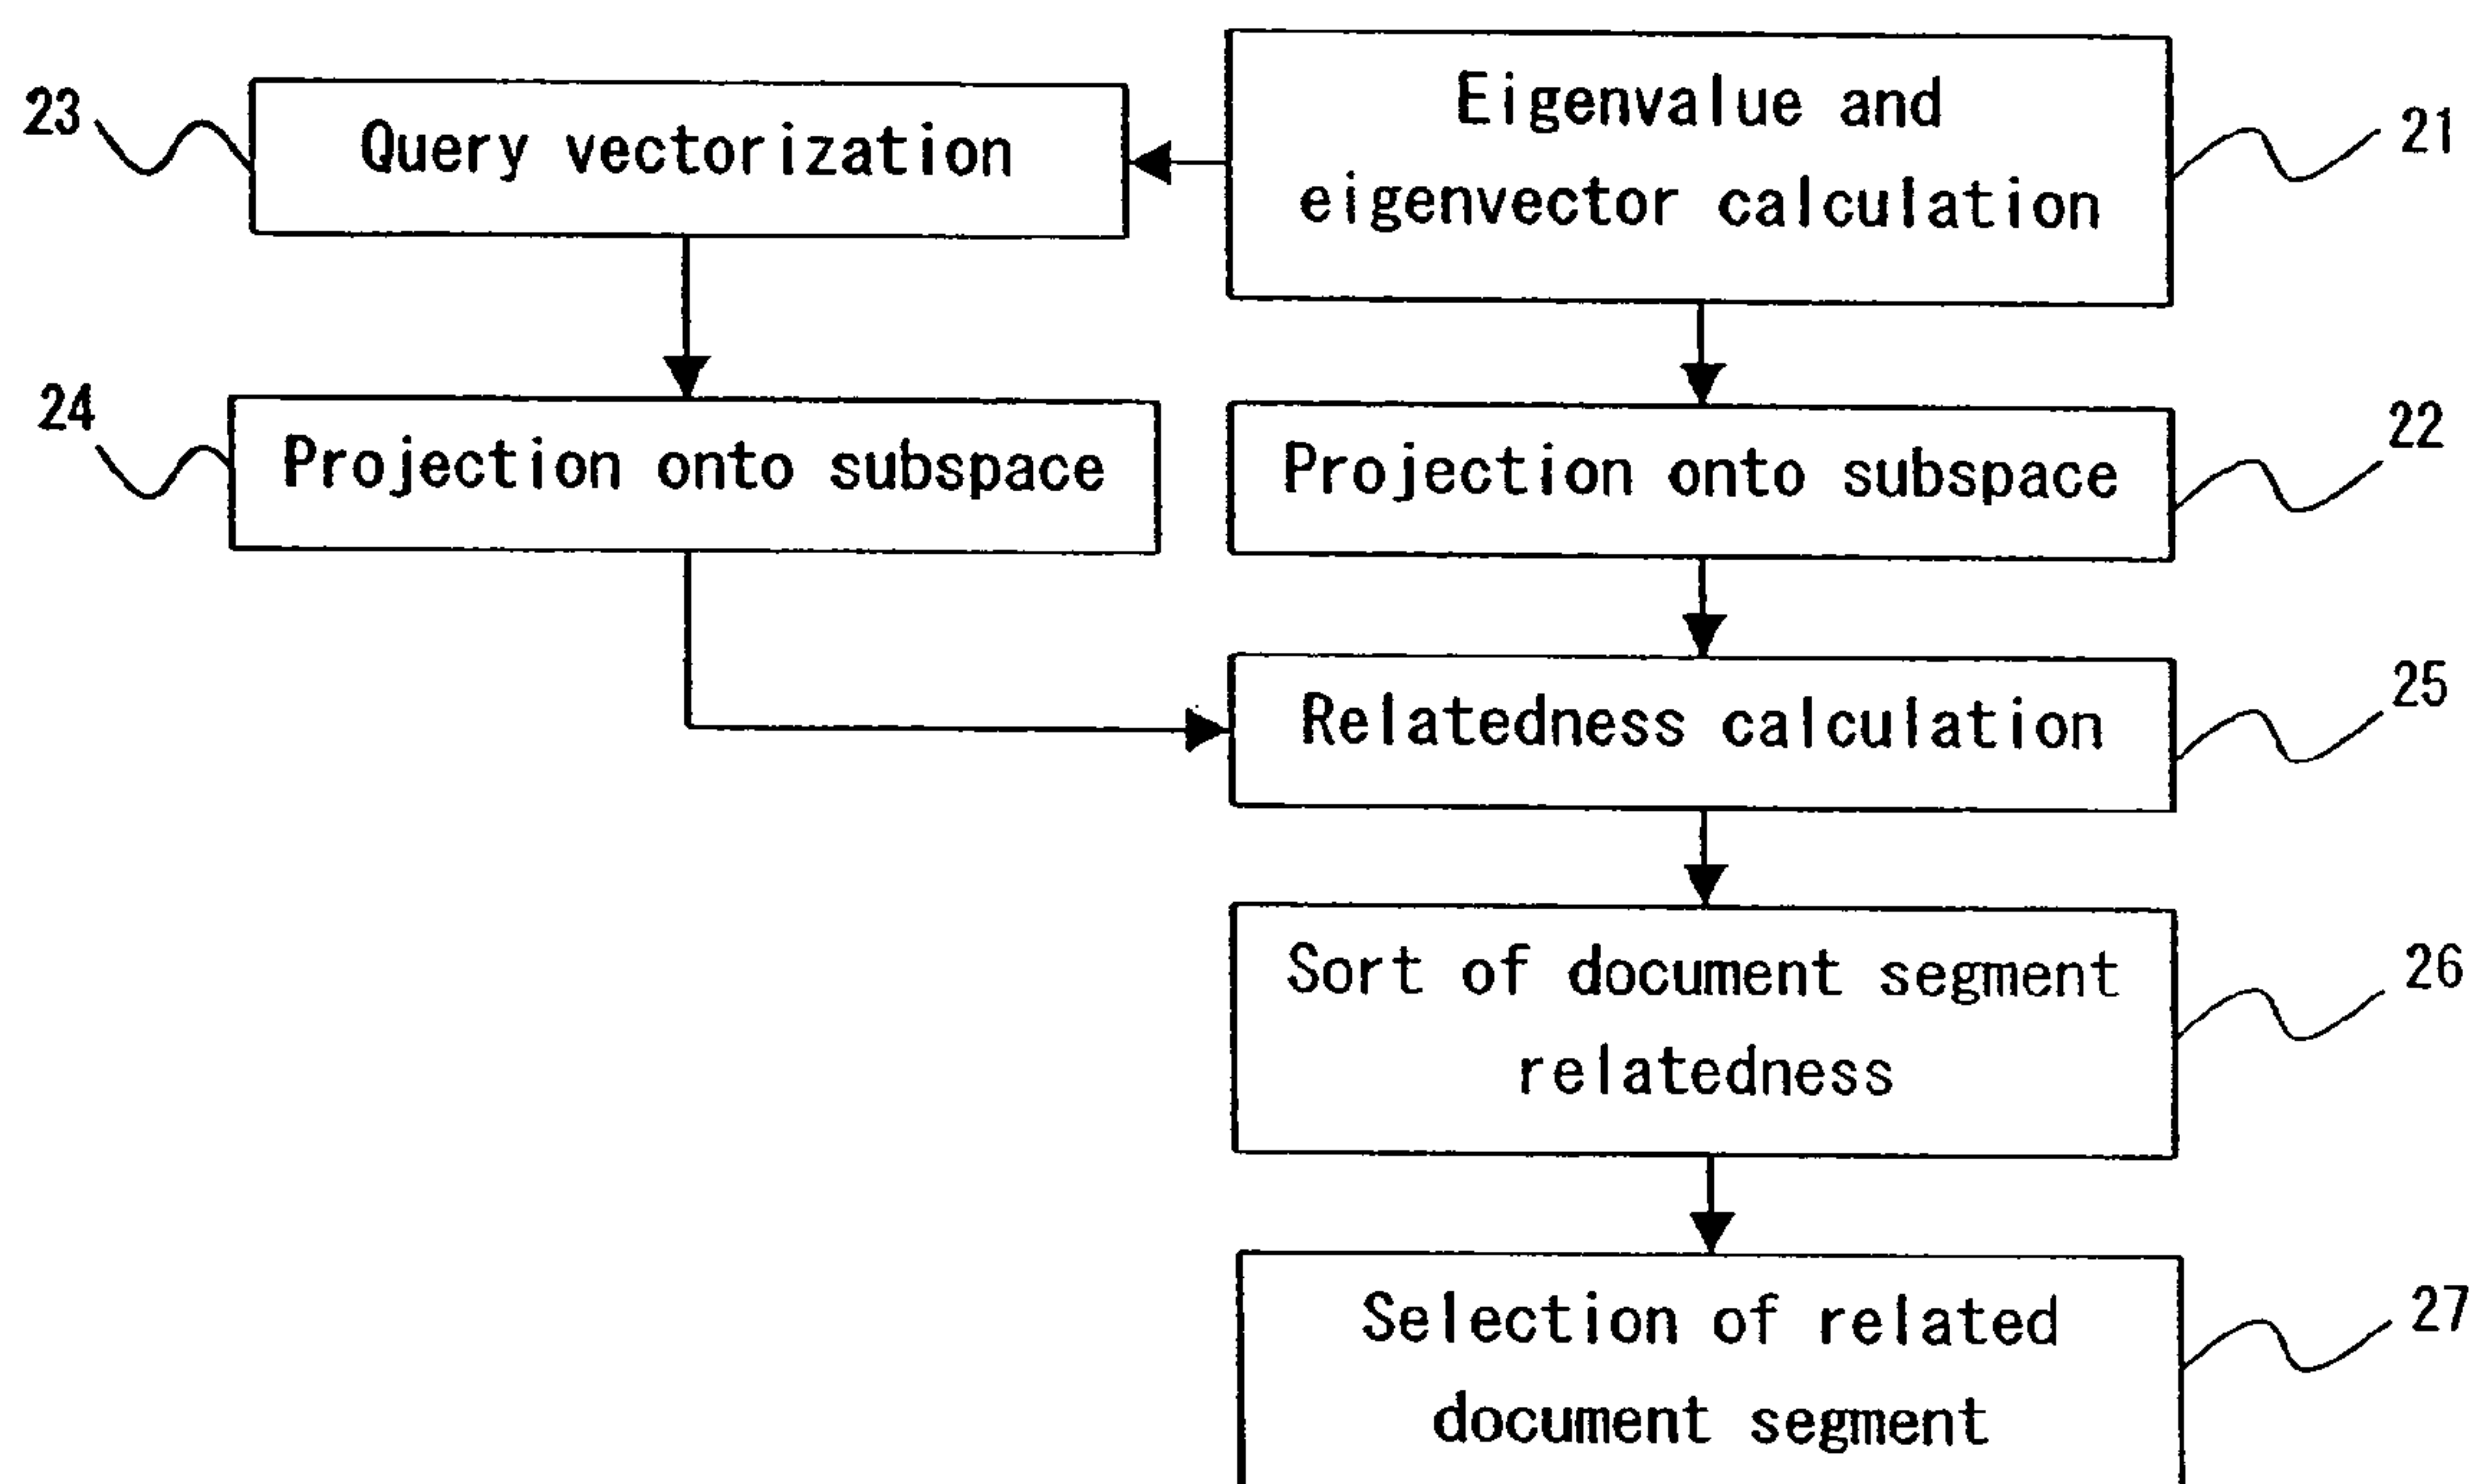 23
Query vectorization
Eigenvalue and
eigenvector calculation
21
24
Projection onto subspace
Projection onto subspace
22
Relatedness calculation
25
Sort of document segment
relatedness
26
Selection of related
document segment
27